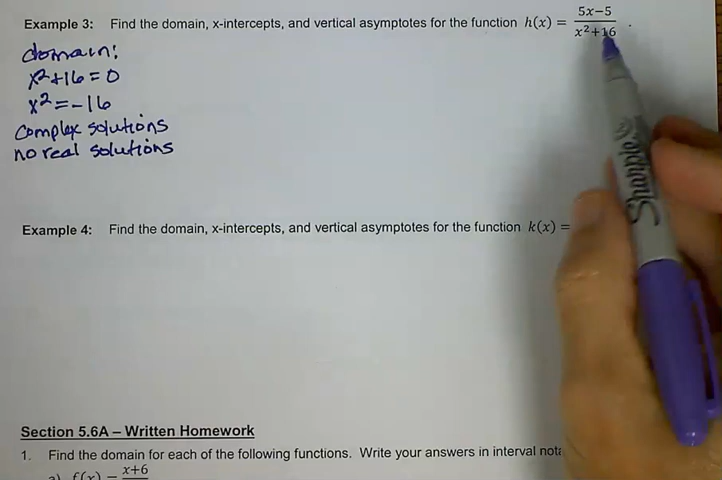 Example 3: Find the domain, x-intercepts, and vertical asymptotes for the function h(x) = 5x−5 / x²+16 .
domain:
x²+16=0
x²=-16
complex solutions
no real solutions
Example 4: Find the domain, x-intercepts, and vertical asymptotes for the function k(x) =
Section 5.6A – Written Homework
1. Find the domain for each of the following functions. Write your answers in interval
a) f(x) = x+6
Sharpie